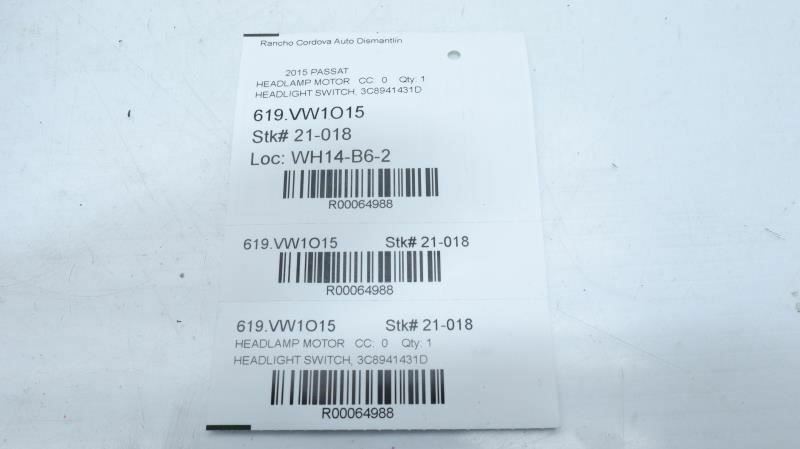 Rancho Cordova Auto Dismantlin
2015 PASSAT
HEADLAMP MOTOR CC: 0 Qty: 1
HEADLIGHT SWITCH, 3C8941431D
619.VW1O15
Stk# 21-018
Loc: WH14-B6-2
R00064988
619.VW1O15 Stk# 21-018
R00064988
619.VW1O15 Stk# 21-018
HEADLAMP MOTOR CC: 0 Qty: 1
HEADLIGHT SWITCH, 3C8941431D
R00064988